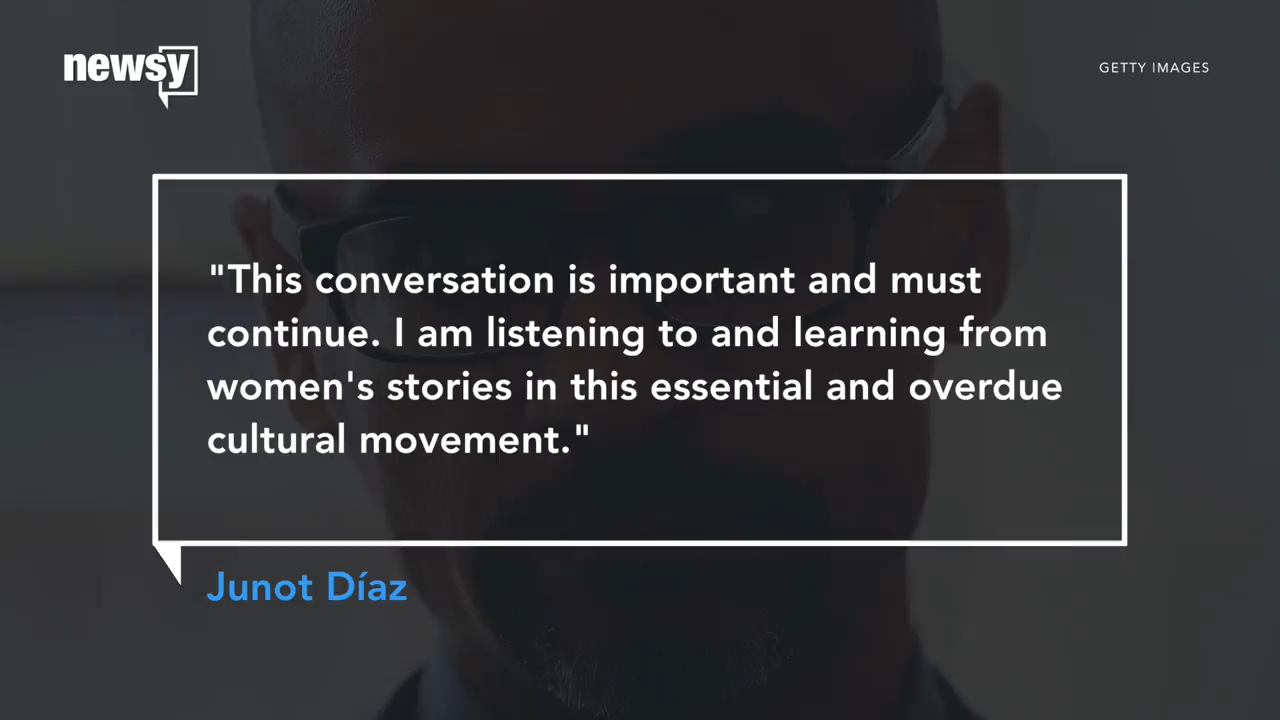 newsy
GETTY IMAGES
"This conversation is important and must
continue. I am listening to and learning from
women's stories in this essential and overdue
cultural movement."
Junot Díaz